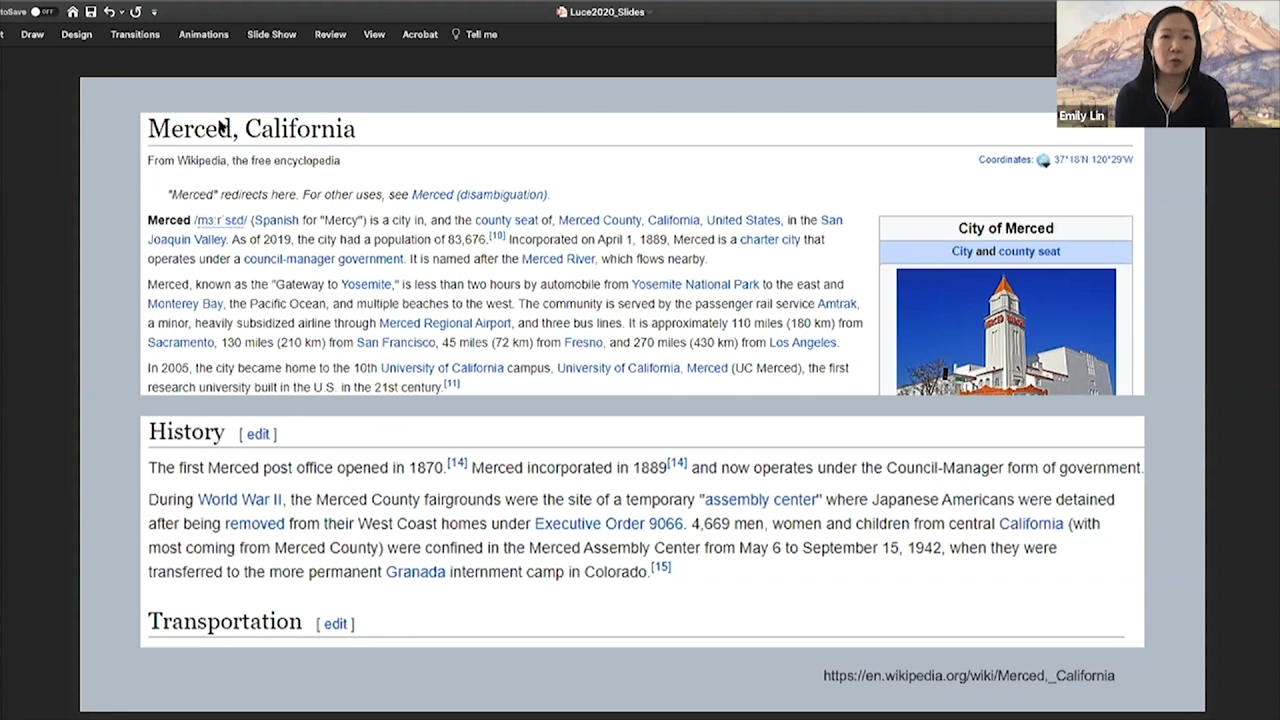 toSave OFF
Luce2020_Slides
t Draw Design Transitions Animations Slide Show Review View Acrobat Tell me
Emily Lin
Merced, California
From Wikipedia, the free encyclopedia
Coordinates: 37°18′N 120°29′W
"Merced" redirects here. For other uses, see Merced (disambiguation).
Merced /mɜːrˈsɛd/ (Spanish for "Mercy") is a city in, and the county seat of, Merced County, California, United States, in the San
Joaquin Valley. As of 2019, the city had a population of 83,676.[10] Incorporated on April 1, 1889, Merced is a charter city that
operates under a council-manager government. It is named after the Merced River, which flows nearby.
Merced, known as the "Gateway to Yosemite," is less than two hours by automobile from Yosemite National Park to the east and
Monterey Bay, the Pacific Ocean, and multiple beaches to the west. The community is served by the passenger rail service Amtrak,
a minor, heavily subsidized airline through Merced Regional Airport, and three bus lines. It is approximately 110 miles (180 km) from
Sacramento, 130 miles (210 km) from San Francisco, 45 miles (72 km) from Fresno, and 270 miles (430 km) from Los Angeles.
In 2005, the city became home to the 10th University of California campus, University of California, Merced (UC Merced), the first
research university built in the U.S. in the 21st century.[11]
City of Merced
City and county seat
History [ edit ]
The first Merced post office opened in 1870.[14] Merced incorporated in 1889[14] and now operates under the Council-Manager form of government.
During World War II, the Merced County fairgrounds were the site of a temporary "assembly center" where Japanese Americans were detained
after being removed from their West Coast homes under Executive Order 9066. 4,669 men, women and children from central California (with
most coming from Merced County) were confined in the Merced Assembly Center from May 6 to September 15, 1942, when they were
transferred to the more permanent Granada internment camp in Colorado.[15]
Transportation [ edit ]
https://en.wikipedia.org/wiki/Merced,_California